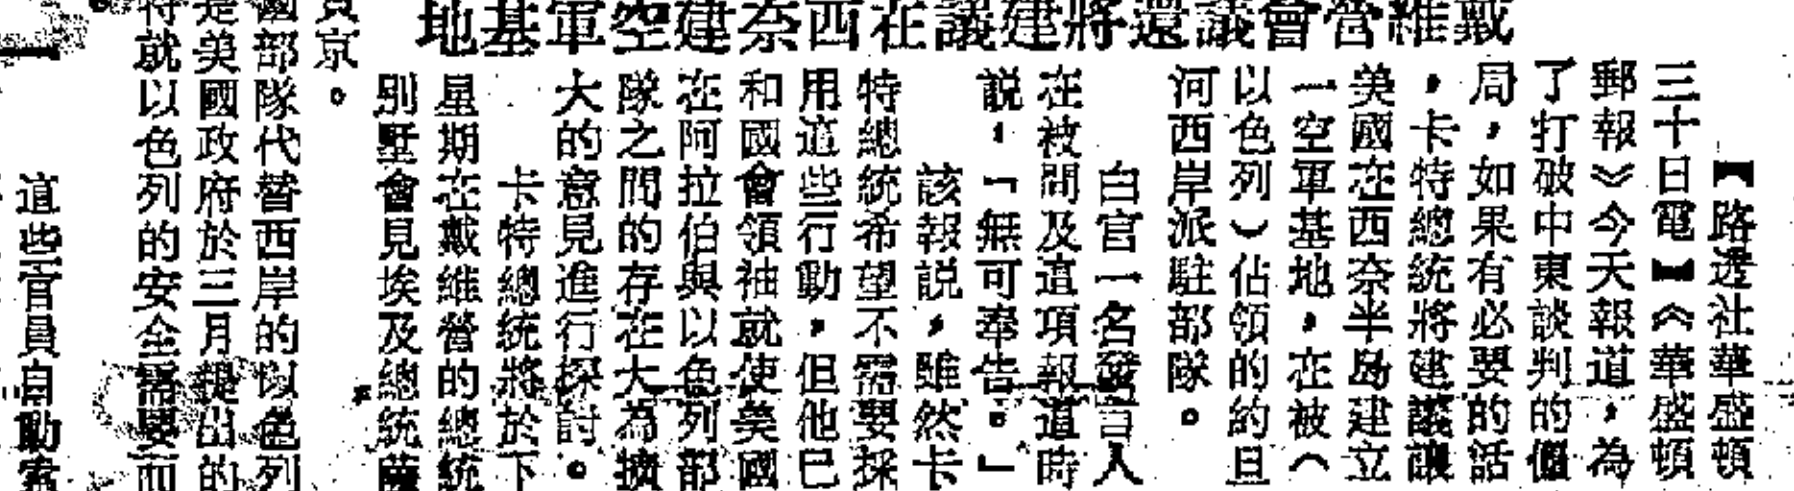 戴維營會議還將建議在西奈建空軍基地
【路透社華盛頓
三十日電】《華盛頓
郵報》今天報道，為
了打破中東談判的僵
局，如果有必要的話
，卡特總統將建議讓
美國在西奈半島建立
一空軍基地，在被（
以色列）佔領的約旦
河西岸派駐部隊。
白宮一名發言人
在被問及這項報道時
說，「無可奉告。」
該報說，雖然卡
特總統希望不需要採
用這些行動，但他已
和國會領袖就使美國
在阿拉伯與以色列部
隊之間的存在大為擴
大的意見進行探討。
卡特總統將於下
星期在戴維營的總統
別墅會見埃及總統薩
京。
國部隊代替西岸的以色列
是美國政府於三月提出的
特就以色列的安全需要而
這些官員自動索